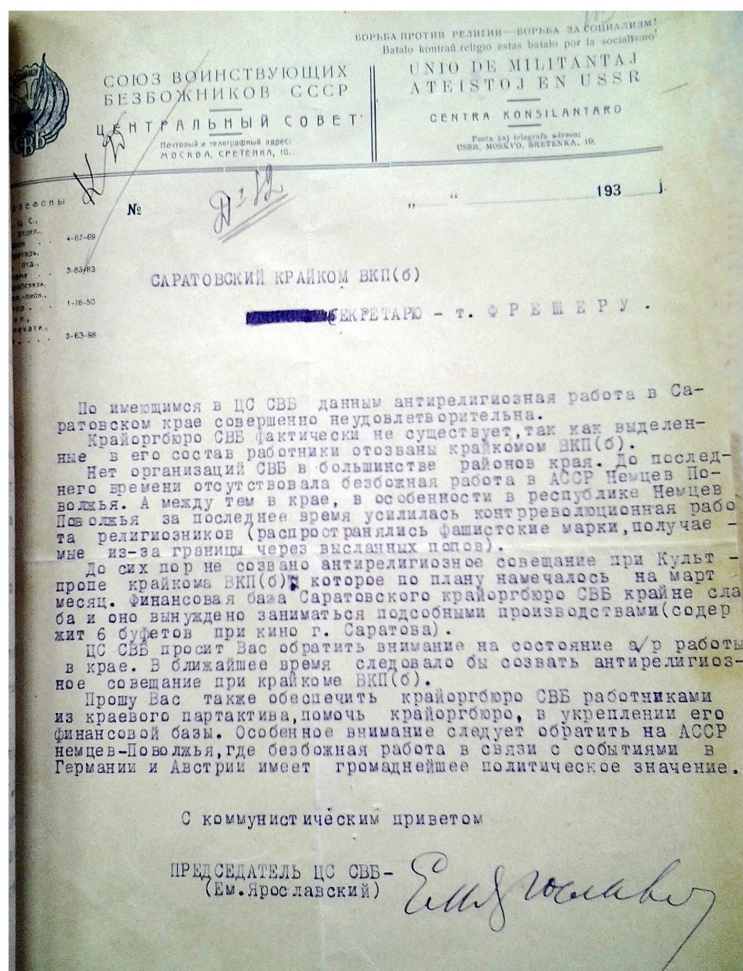 БОРЬБА ПРОТИВ РЕЛИГИИ—БОРЬБА ЗА СОЦИАЛИЗМ!
Batalo kontraŭ religio estas batalo por la socialismo!
СОЮЗ ВОИНСТВУЮЩИХ
БЕЗБОЖНИКОВ СССР
ЦЕНТРАЛЬНЫЙ СОВЕТ
Почтовый и телеграфный адрес:
МОСКВА, СРЕТЕНКА, 10.
UNIO DE MILITANTAJ
ATEISTOJ EN USSR
CENTRA KONSILANTARO
Poŝta kaj telegrafa adreso:
USSR, MOSKVO, SRETENKA, 10.
СВБ
№
„ “ 193 j.
4-67-69
3-83/83
1-16-50
3-63-88
САРАТОВСКИЙ КРАЙКОМ ВКП(б)
СЕКРЕТАРЮ - т. ФРЕШЕРУ.
По имеющимся в ЦС СВБ данным антирелигиозная работа в Са-
ратовском крае совершенно неудовлетворительна.
Крайоргбюро СВБ фактически не существует,так как выделен-
ные в его состав работники отозваны крайкомом ВКП(б).
Нет организаций СВБ в большинстве районов края. До послед-
него времени отсутствовала безбожная работа в АССР Немцев По-
волжья. А между тем в крае, в особенности в республике Немцев
Поволжья за последнее время усилилась контрреволюционная рабо
та религиозников (распространялись фашистские марки,получае -
мые из-за границы через высланных попов).
До сих пор не созвано антирелигиозное совещание при Культ -
пропе крайкома ВКП(б), которое по плану намечалось на март
месяц. Финансовая база Саратовского крайоргбюро СВБ крайне сла
ба и оно вынуждено заниматься подсобными производствами(содер
жит 6 буфетов при кино г. Саратова).
ЦС СВБ просит Вас обратить внимание на состояние а/р работы
в крае. В ближайшее время следовало бы созвать антирелигиоз-
ное совещание при крайкоме ВКП(б).
Прошу Вас также обеспечить крайоргбюро СВБ работниками
из краевого партактива,помочь крайоргбюро, в укреплении его
финансовой базы. Особенное внимание следует обратить на АССР
немцев-Поволжья,где безбожная работа в связи с событиями в
Германии и Австрии имеет громаднейшее политическое значение.
С коммунистическим приветом
ПРЕДСЕДАТЕЛЬ ЦС СВБ-
(Ем.Ярославский)